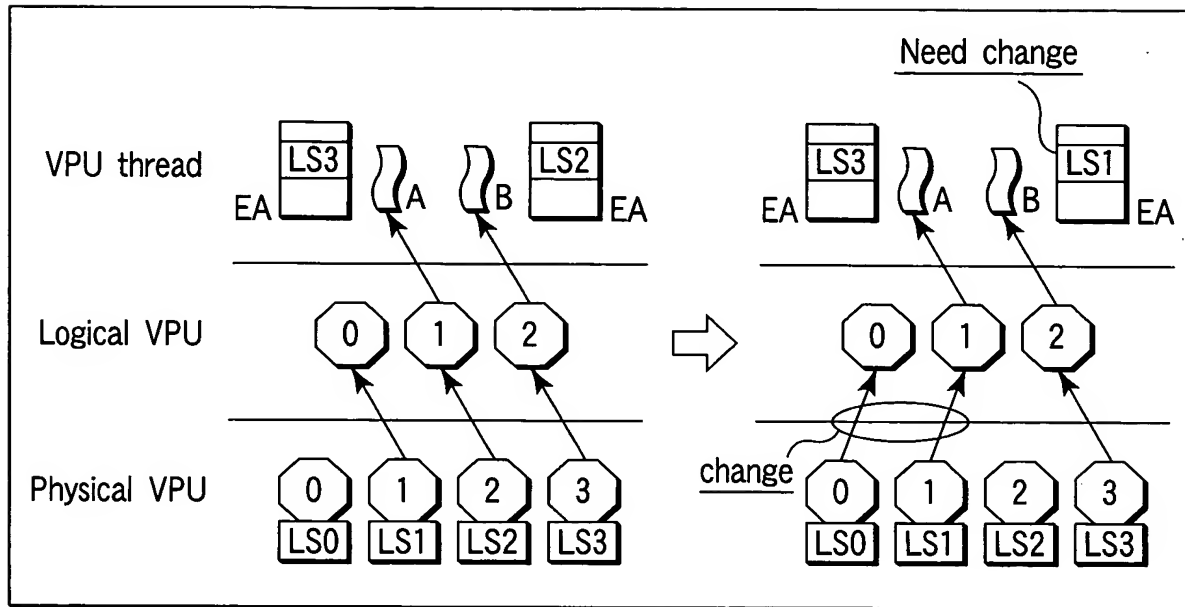 Need change
VPU thread
LS3
A
B
LS2
LS3
A
B
LS1
EA
EA
EA
EA
Logical VPU
0
1
2
0
1
2
change
Physical VPU
0
1
2
3
0
1
2
3
LS0
LS1
LS2
LS3
LS0
LS1
LS2
LS3